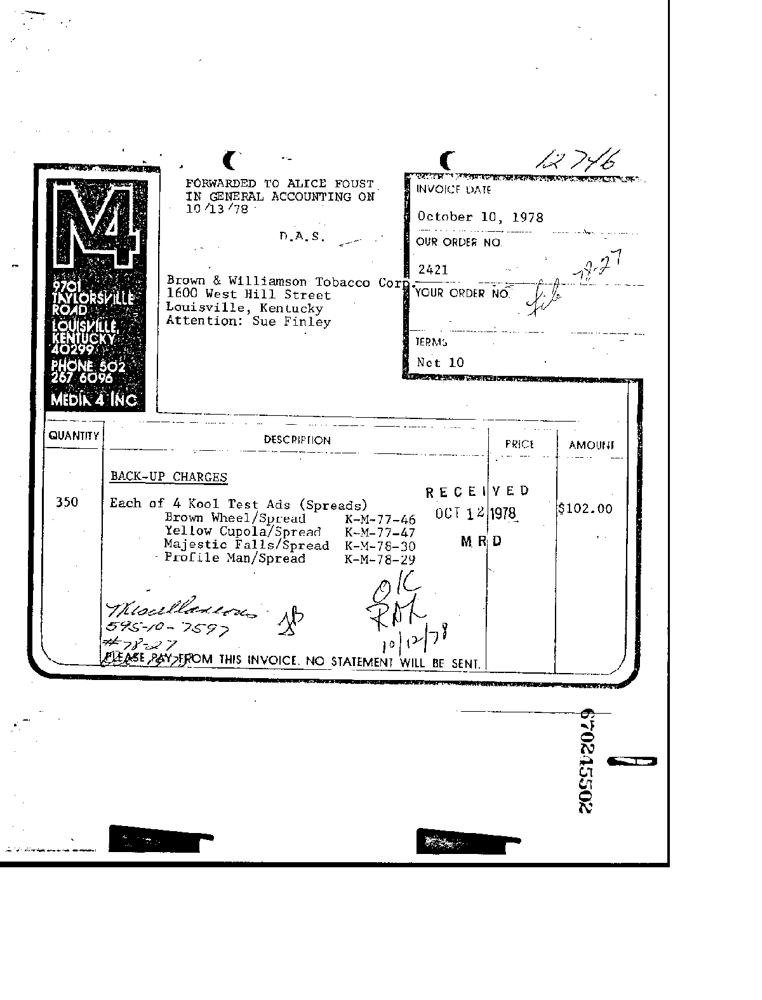 12746
FORWARDED TO ALICE FOUST
IN GENERAL ACCOUNTING ON
10/13/78
D.A.S.
M4
9701
TAYLORSVILLE
ROAD
LOUISVILLE,
KENTUCKY
40299
PHONE 502
267 6096
MEDIA 4 INC
Brown & Williamson Tobacco Corp.
1600 West Hill Street
Louisville, Kentucky
Attention: Sue Finley
INVOICE DATE
October 10, 1978
OUR ORDER NO.
2421
78-27
YOUR ORDER NO.
file
TERMS
Net 10
QUANTITY DESCRIPTION PRICE AMOUNT
BACK-UP CHARGES
RECEIVED
OCT 12 1978
MRD
350 Each of 4 Kool Test Ads (Spreads) $102.00
Brown Wheel/Spread K-M-77-46
Yellow Cupola/Spread K-M-77-47
Majestic Falls/Spread K-M-78-30
Profile Man/Spread K-M-78-29
OK
10/12/78
Miscellaneous
595-10-7597
#78-27
PLEASE PAY FROM THIS INVOICE. NO STATEMENT WILL BE SENT.
670245502